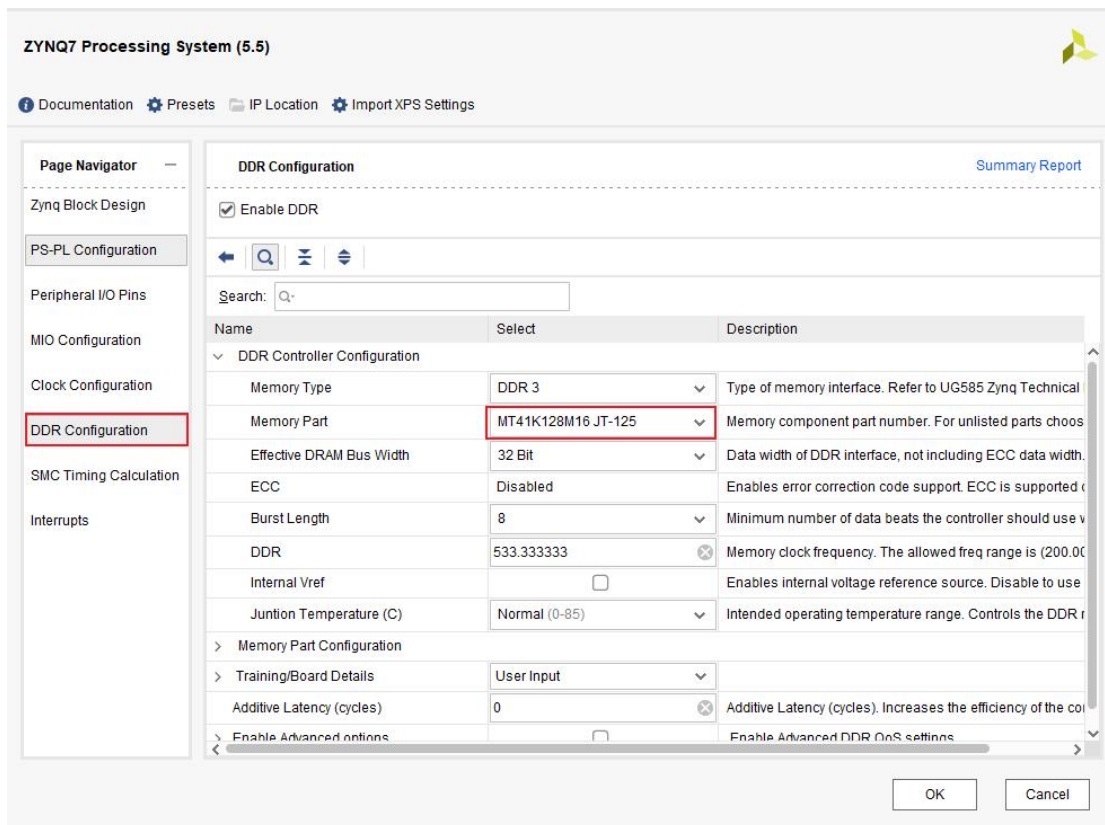 ZYNQ7 Processing System (5.5)
Documentation Presets IP Location Import XPS Settings
Page Navigator
Zynq Block Design
PS-PL Configuration
Peripheral I/O Pins
MIO Configuration
Clock Configuration
DDR Configuration
SMC Timing Calculation
Interrupts
DDR Configuration Summary Report
Enable DDR
Search:
Name Select Description
DDR Controller Configuration
Memory Type DDR 3 Type of memory interface. Refer to UG585 Zynq Technical
Memory Part MT41K128M16 JT-125 Memory component part number. For unlisted parts choos
Effective DRAM Bus Width 32 Bit Data width of DDR interface, not including ECC data width.
ECC Disabled Enables error correction code support. ECC is supported
Burst Length 8 Minimum number of data beats the controller should use
DDR 533.333333 Memory clock frequency. The allowed freq range is (200.00
Internal Vref Enables internal voltage reference source. Disable to use
Juntion Temperature (C) Normal (0-85) Intended operating temperature range. Controls the DDR
Memory Part Configuration
Training/Board Details User Input
Additive Latency (cycles) 0 Additive Latency (cycles). Increases the efficiency of the
Enable Advanced options Enable Advanced DDR QoS settings
OK Cancel